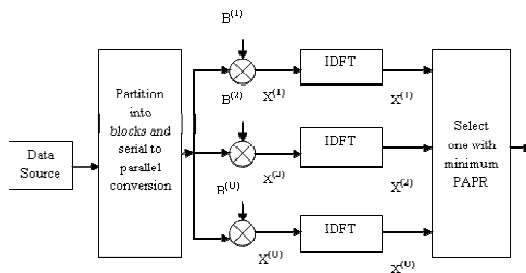 B(1)
IDFT
X(1)
X(1)
Partition
into
blocks and
serial to
parallel
conversion
B(2)
Data
Source
IDFT
X(2)
X(2)
Select
one with
minimum
PAPR
B(U)
IDFT
X(U)
X(U)